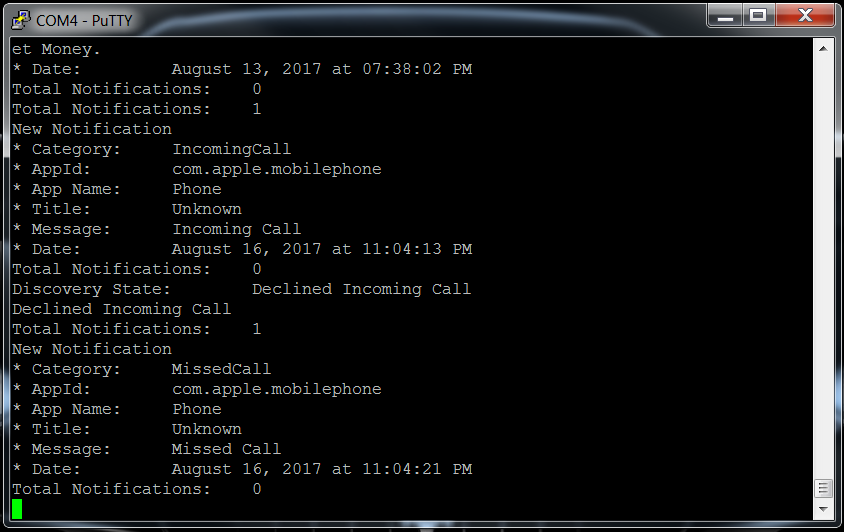 COM4 - PuTTY
et Money.
* Date:         August 13, 2017 at 07:38:02 PM
Total Notifications:    0
Total Notifications:    1
New Notification
* Category:     IncomingCall
* AppId:        com.apple.mobilephone
* App Name:     Phone
* Title:        Unknown
* Message:      Incoming Call
* Date:         August 16, 2017 at 11:04:13 PM
Total Notifications:    0
Discovery State:        Declined Incoming Call
Declined Incoming Call
Total Notifications:    1
New Notification
* Category:     MissedCall
* AppId:        com.apple.mobilephone
* App Name:     Phone
* Title:        Unknown
* Message:      Missed Call
* Date:         August 16, 2017 at 11:04:21 PM
Total Notifications:    0